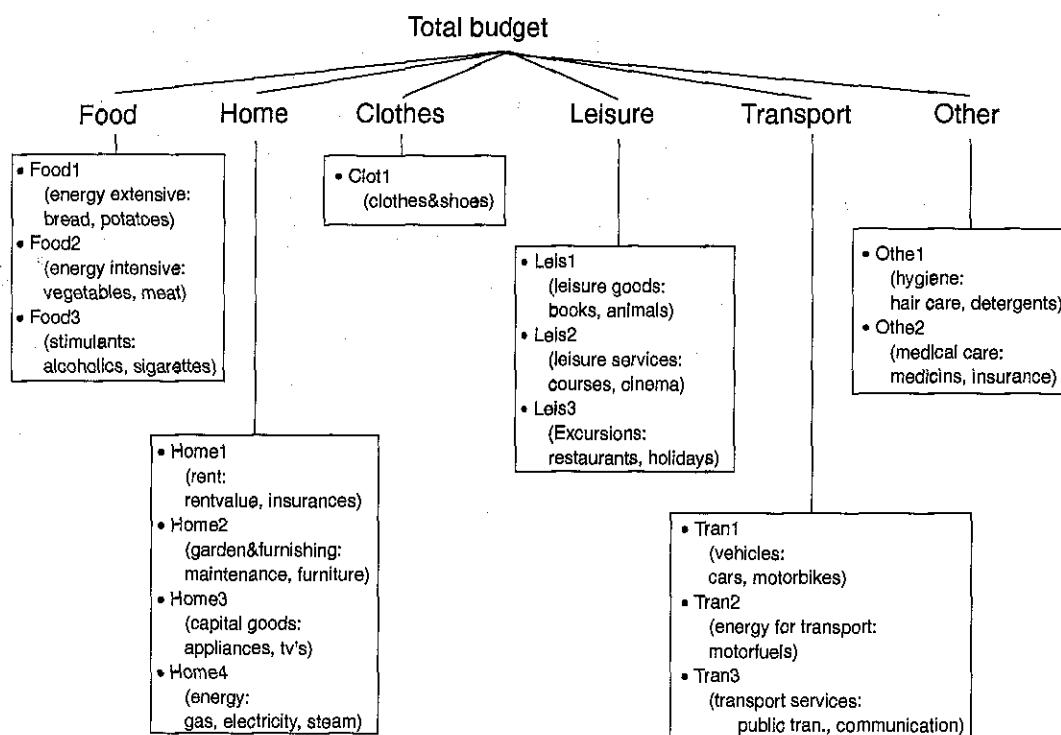 Total budget
Food
Home
Clothes
Leisure
Transport
Other
• Food1
(energy extensive:
bread, potatoes)
• Food2
(energy intensive:
vegetables, meat)
• Food3
(stimulants:
alcoholics, sigarettes)
• Home1
(rent:
rentvalue, insurances)
• Home2
(garden&furnishing:
maintenance, furniture)
• Home3
(capital goods:
appliances, tv's)
• Home4
(energy:
gas, electricity, steam)
• Clot1
(clothes&shoes)
• Leis1
(leisure goods:
books, animals)
• Leis2
(leisure services:
courses, cinema)
• Leis3
(Excursions:
restaurants, holidays)
• Tran1
(vehicles:
cars, motorbikes)
• Tran2
(energy for transport:
motorfuels)
• Tran3
(transport services:
public tran., communication)
• Othe1
(hygiene:
hair care, detergents)
• Othe2
(medical care:
medicins, insurance)